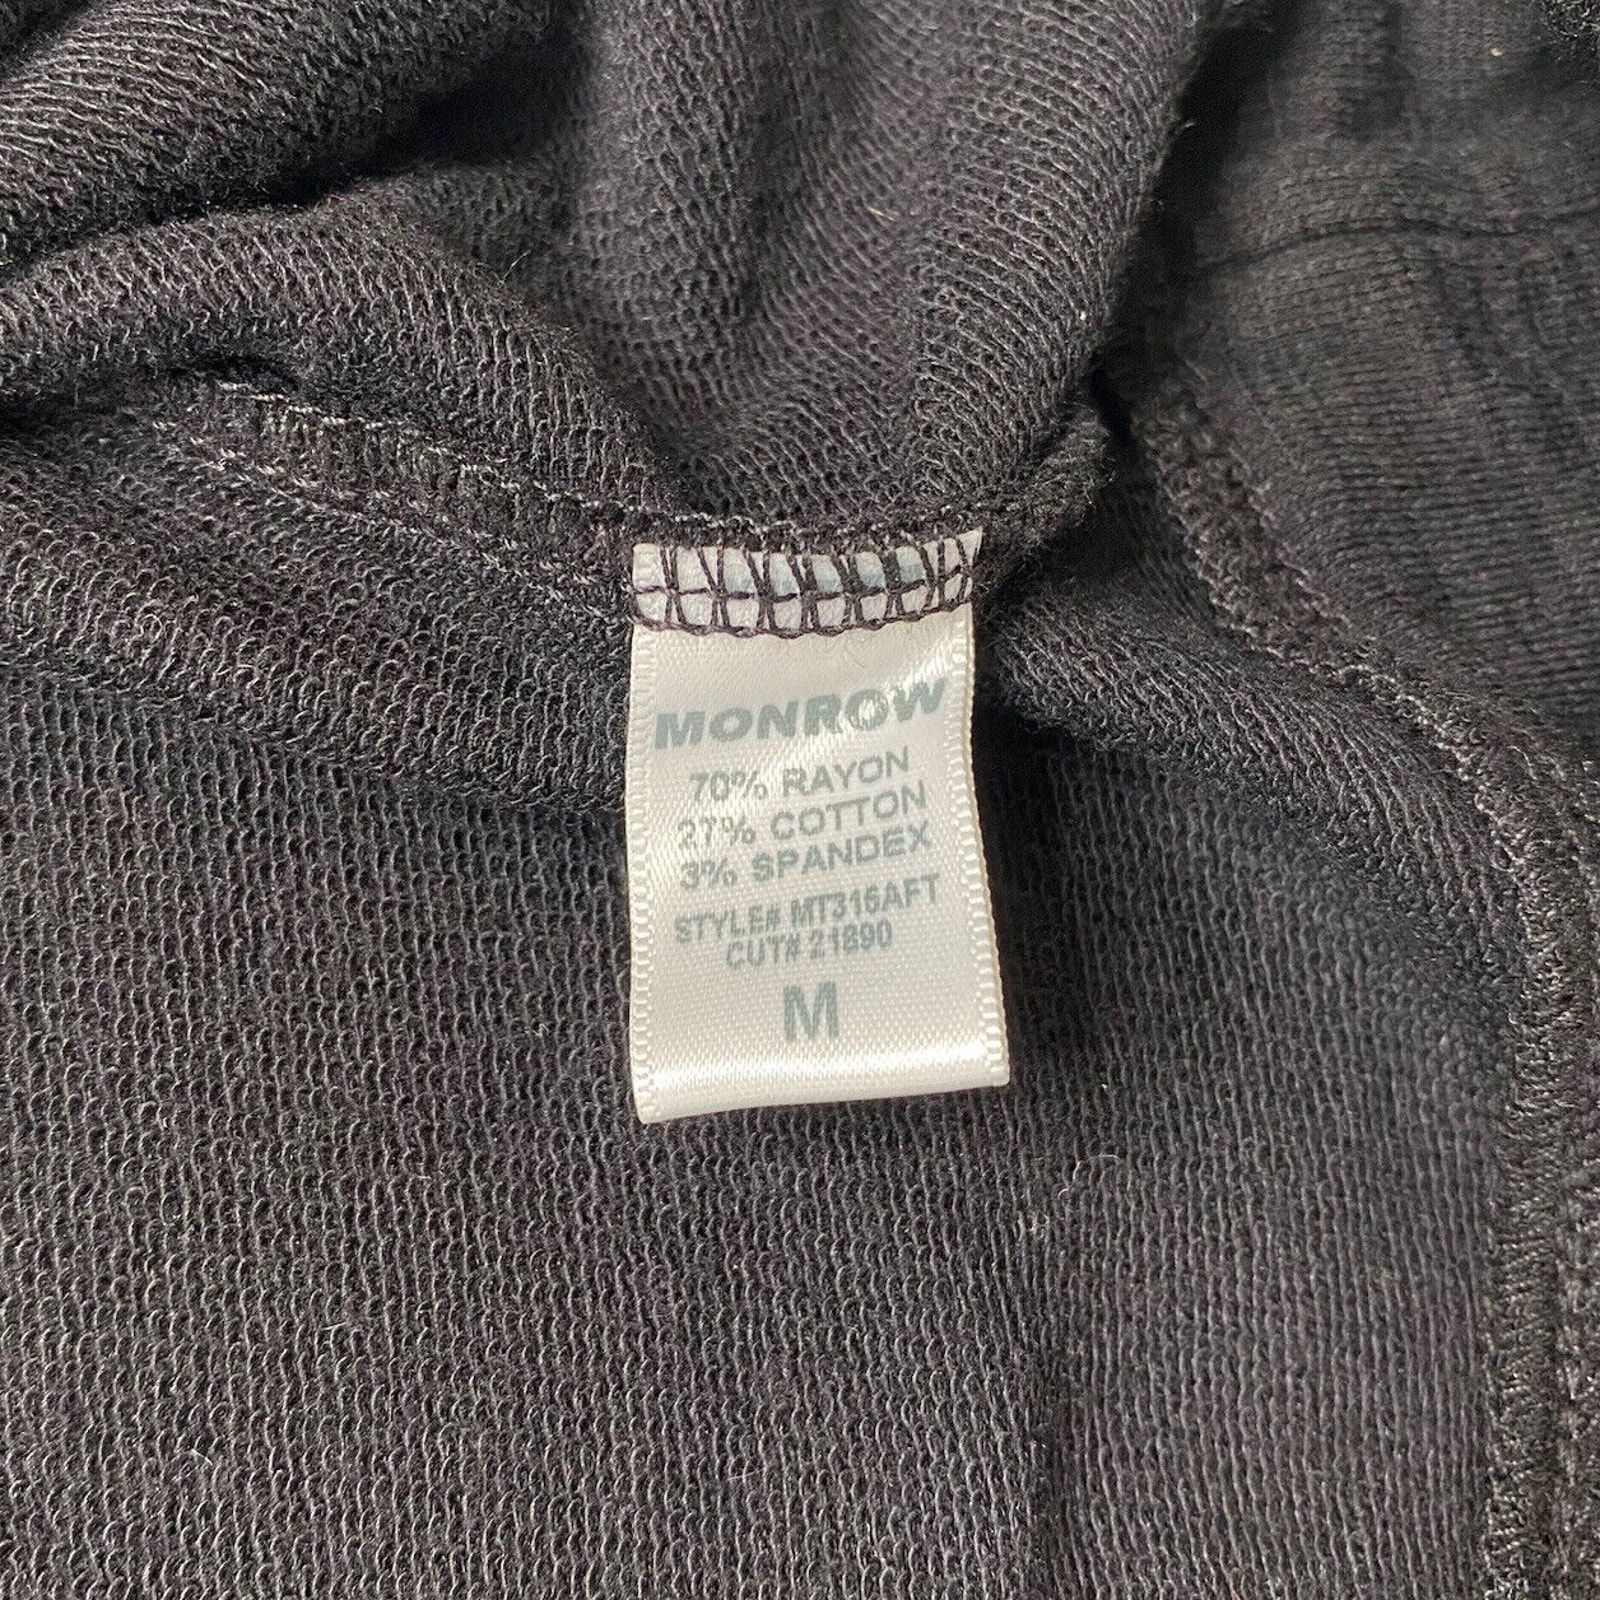 MONROW
70% RAYON
27% COTTON
3% SPANDEX
STYLE# MT316AFT
CUT# 21890
M